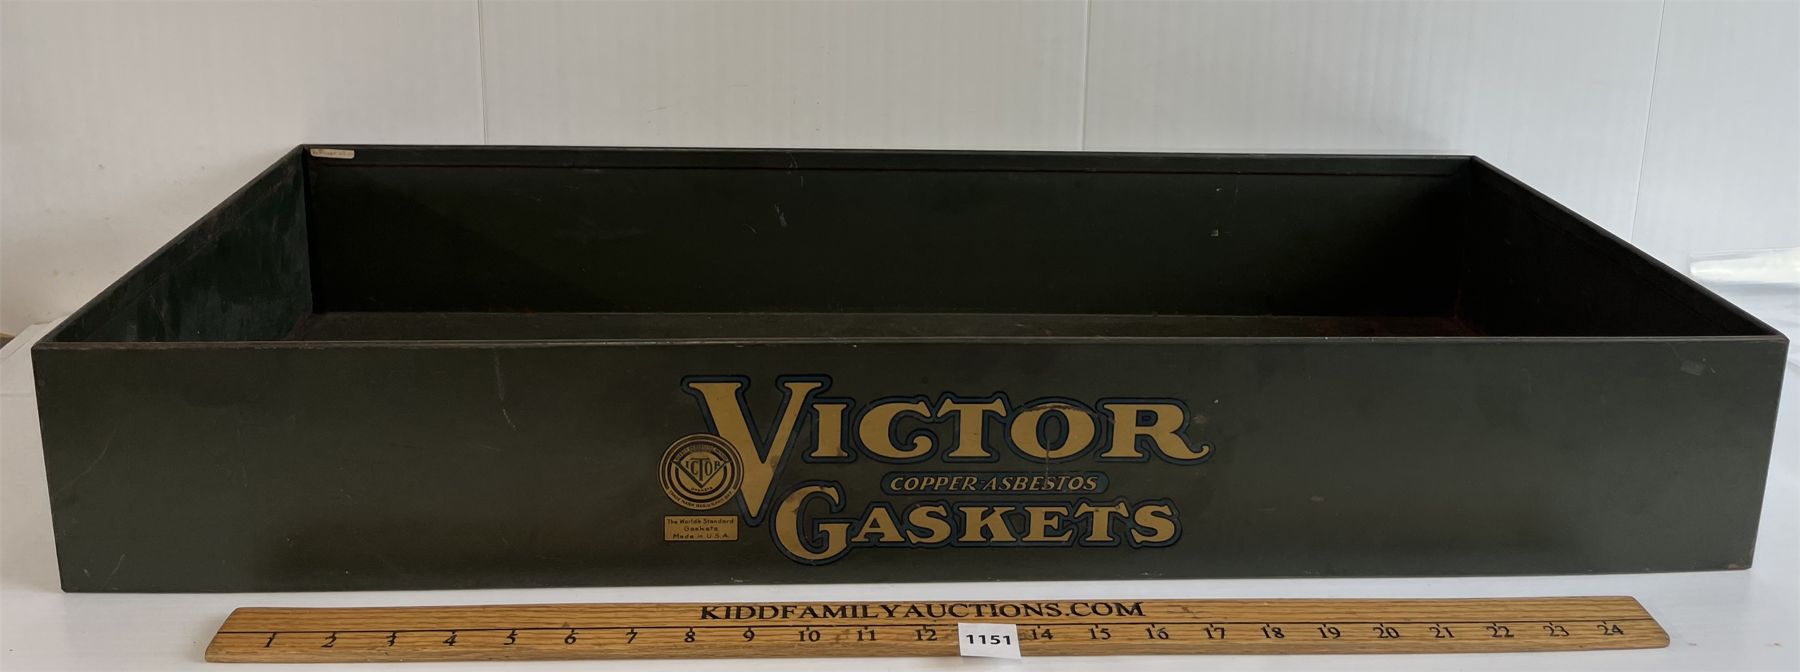 VICTOR
COPPER-ASBESTOS
GASKETS
VICTOR
The World's Standard
Gaskets
Made in U.S.A.
KIDDFAMILYAUCTIONS.COM
1 2 3 4 5 6 7 8 9 10 11 12 14 15 16 17 18 19 20 21 22 23 24
1151